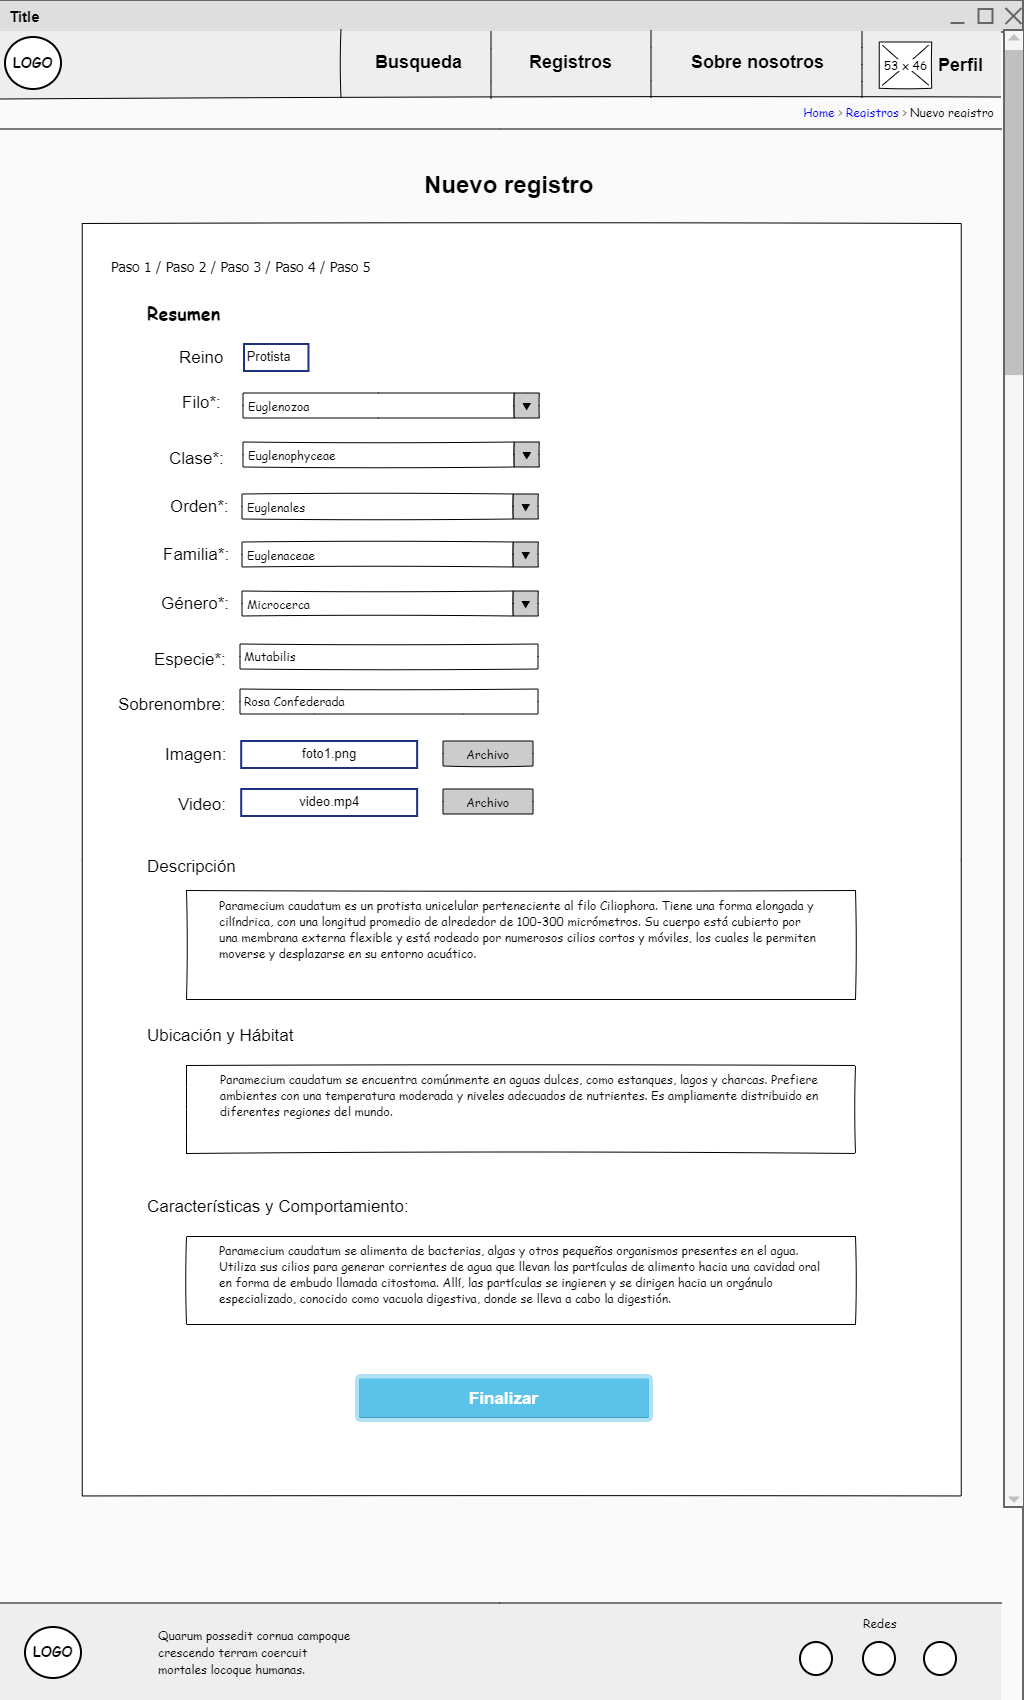 Title
LOGO
Busqueda
Registros
Sobre nosotros
53 x 46
Perfil
Home > Registros > Nuevo registro
Nuevo registro
Paso 1 / Paso 2 / Paso 3 / Paso 4 / Paso 5
Resumen
Reino Protista
Filo*: Euglenozoa
Clase*: Euglenophyceae
Orden*: Euglenales
Familia*: Euglenaceae
Género*: Microcerca
Especie*: Mutabilis
Sobrenombre: Rosa Confederada
Imagen: foto1.png Archivo
Video: video.mp4 Archivo
Descripción
Paramecium caudatum es un protista unicelular perteneciente al filo Ciliophora. Tiene una forma elongada y
cilíndrica, con una longitud promedio de alrededor de 100-300 micrómetros. Su cuerpo está cubierto por
una membrana externa flexible y está rodeado por numerosos cilios cortos y móviles, los cuales le permiten
moverse y desplazarse en su entorno acuático.
Ubicación y Hábitat
Paramecium caudatum se encuentra comúnmente en aguas dulces, como estanques, lagos y charcas. Prefiere
ambientes con una temperatura moderada y niveles adecuados de nutrientes. Es ampliamente distribuido en
diferentes regiones del mundo.
Características y Comportamiento:
Paramecium caudatum se alimenta de bacterias, algas y otros pequeños organismos presentes en el agua.
Utiliza sus cilios para generar corrientes de agua que llevan las partículas de alimento hacia una cavidad oral
en forma de embudo llamada citostoma. Allí, las partículas se ingieren y se dirigen hacia un orgánulo
especializado, conocido como vacuola digestiva, donde se lleva a cabo la digestión.
Finalizar
LOGO
Quarum possedit cornua campoque
crescendo terram coercuit
mortales locoque humanas.
Redes